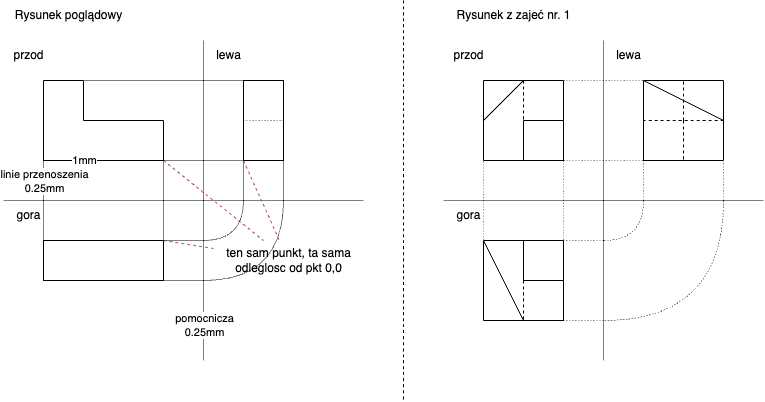 Rysunek poglądowy
przod
lewa
1mm
linie przenoszenia
0.25mm
gora
ten sam punkt, ta sama
odleglosc od pkt 0,0
pomocnicza
0.25mm
Rysunek z zajeć nr. 1
przod
lewa
gora